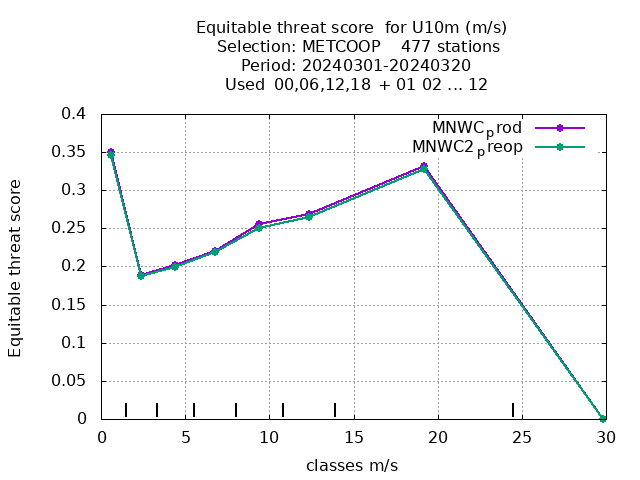 Equitable threat score  for U10m (m/s)
Selection: METCOOP    477 stations
Period: 20240301-20240320
Used  00,06,12,18 + 01 02 ... 12
MNWC_prod
MNWC2_preop
0.4
0.35
0.3
0.25
0.2
0.15
0.1
0.05
0
Equitable threat score
0 5 10 15 20 25 30
classes m/s